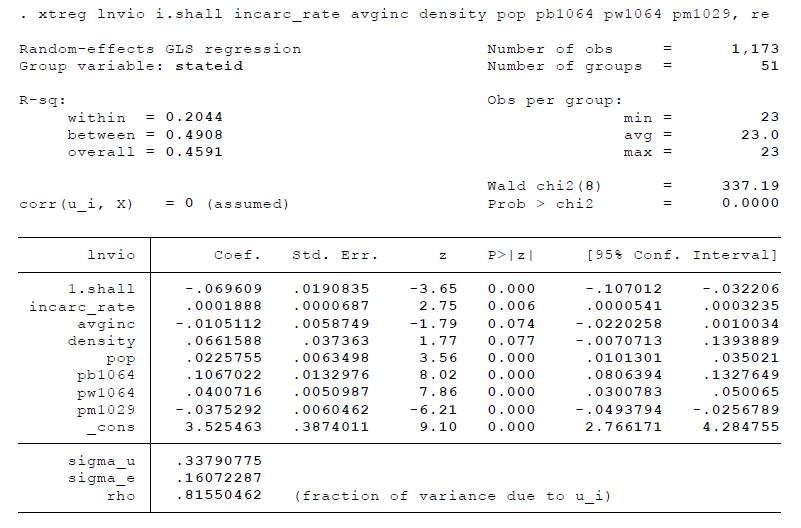 . xtreg lnvio i.shall incarc_rate avginc density pop pb1064 pw1064 pm1029, re
Random-effects GLS regression Number of obs = 1,173
Group variable: stateid Number of groups = 51
R-sq: Obs per group:
within = 0.2044 min = 23
between = 0.4908 avg = 23.0
overall = 0.4591 max = 23
Wald chi2(8) = 337.19
corr(u_i, X) = 0 (assumed) Prob > chi2 = 0.0000
lnvio Coef. Std. Err. z P>|z| [95% Conf. Interval]
1.shall -.069609 .0190835 -3.65 0.000 -.107012 -.032206
incarc_rate .0001888 .0000687 2.75 0.006 .0000541 .0003235
avginc -.0105112 .0058749 -1.79 0.074 -.0220258 .0010034
density .0661588 .037363 1.77 0.077 -.0070713 .1393889
pop .0225755 .0063498 3.56 0.000 .0101301 .035021
pb1064 .1067022 .0132976 8.02 0.000 .0806394 .1327649
pw1064 .0400716 .0050987 7.86 0.000 .0300783 .050065
pm1029 -.0375292 .0060462 -6.21 0.000 -.0493794 -.0256789
_cons 3.525463 .3874011 9.10 0.000 2.766171 4.284755
sigma_u .33790775
sigma_e .16072287
rho .81550462 (fraction of variance due to u_i)